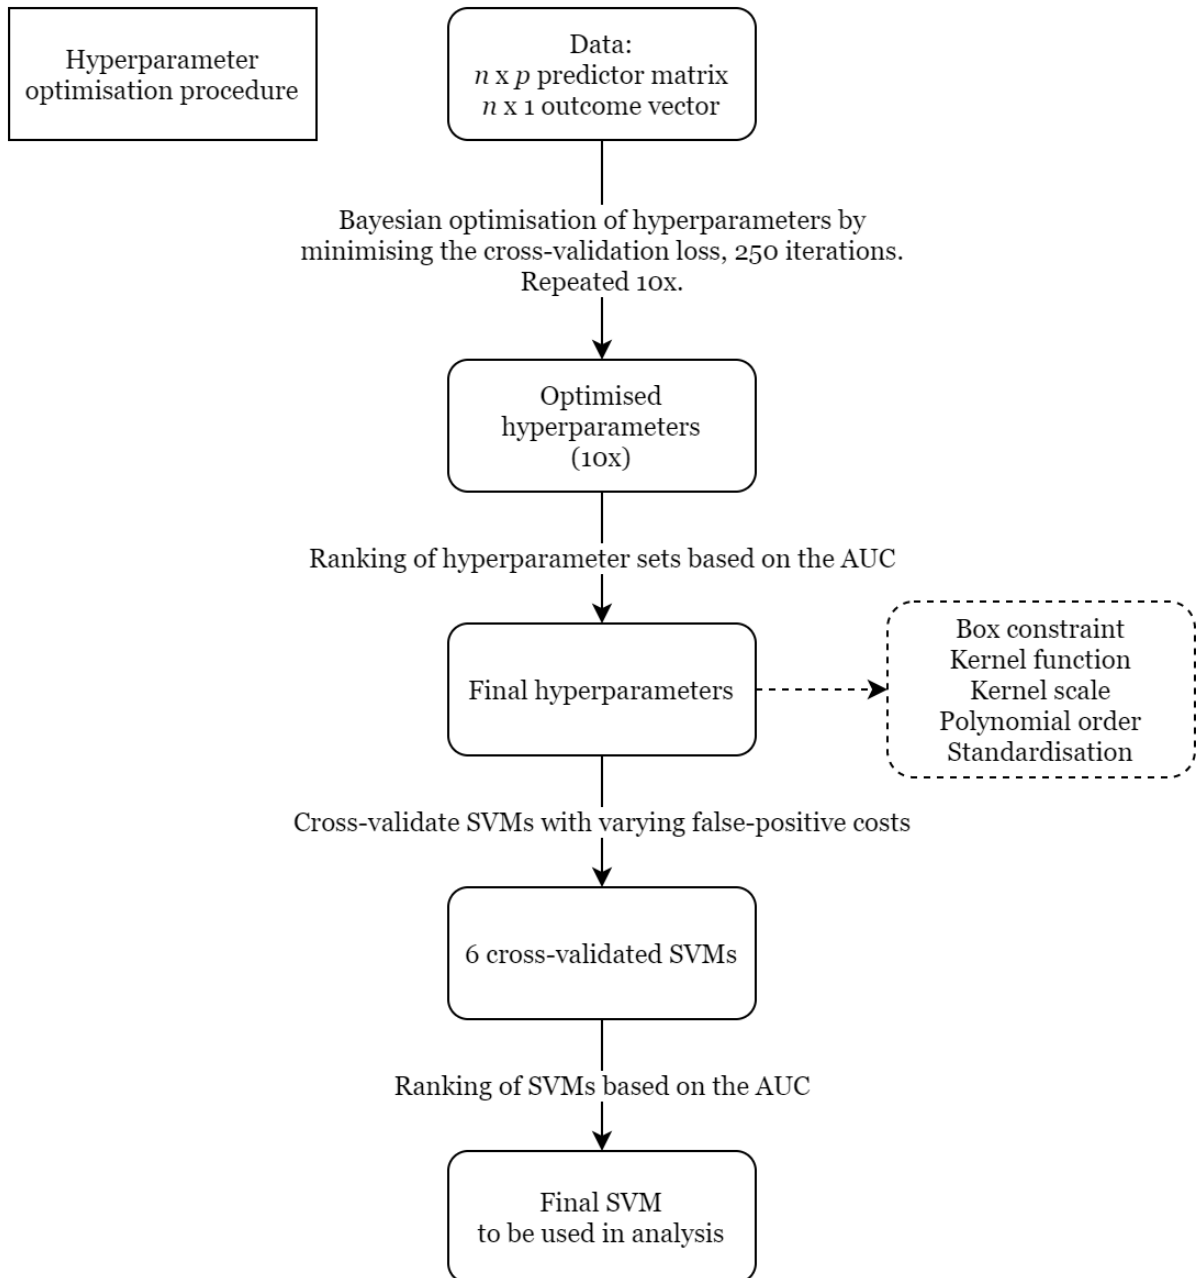 Hyperparameter
optimisation procedure
Data:
n x p predictor matrix
n x 1 outcome vector
Bayesian optimisation of hyperparameters by
minimising the cross-validation loss, 250 iterations.
Repeated 10x.
Optimised
hyperparameters
(10x)
Ranking of hyperparameter sets based on the AUC
Final hyperparameters
Box constraint
Kernel function
Kernel scale
Polynomial order
Standardisation
Cross-validate SVMs with varying false-positive costs
6 cross-validated SVMs
Ranking of SVMs based on the AUC
Final SVM
to be used in analysis